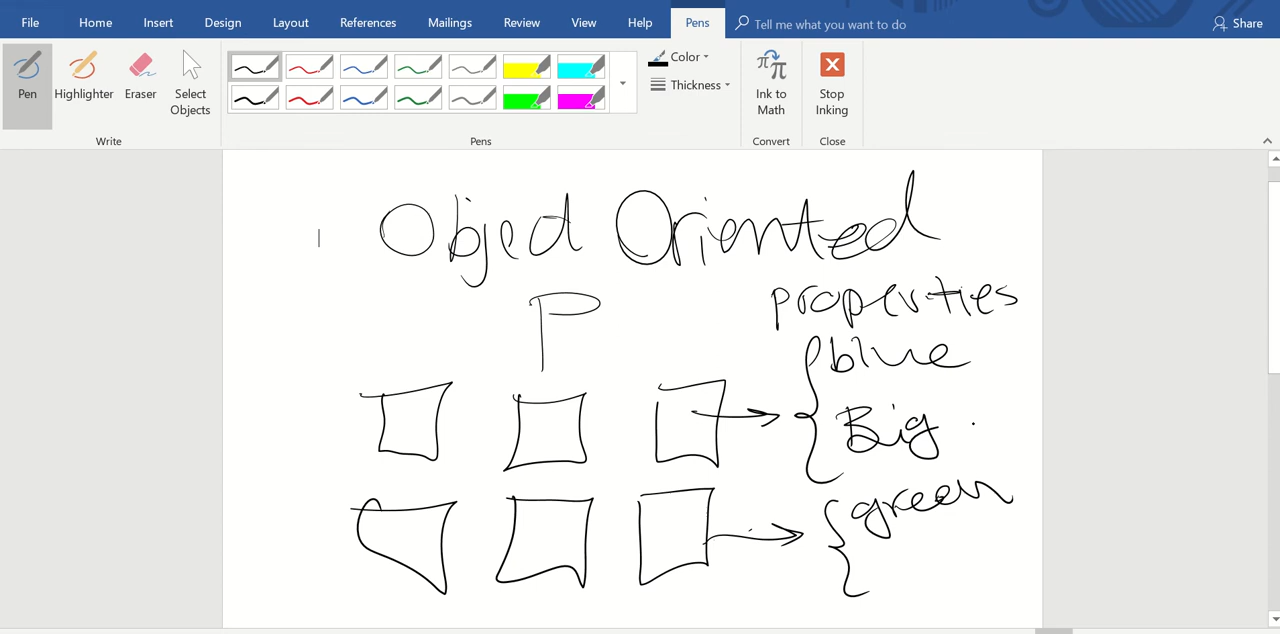 File Home Insert Design Layout References Mailings Review View Help Pens Tell me what you want to do Share
Pen Highlighter Eraser Select Objects Color Thickness Ink to Math Stop Inking
Write Pens Convert Close
Object Oriented
P
properties
blue
Big
green